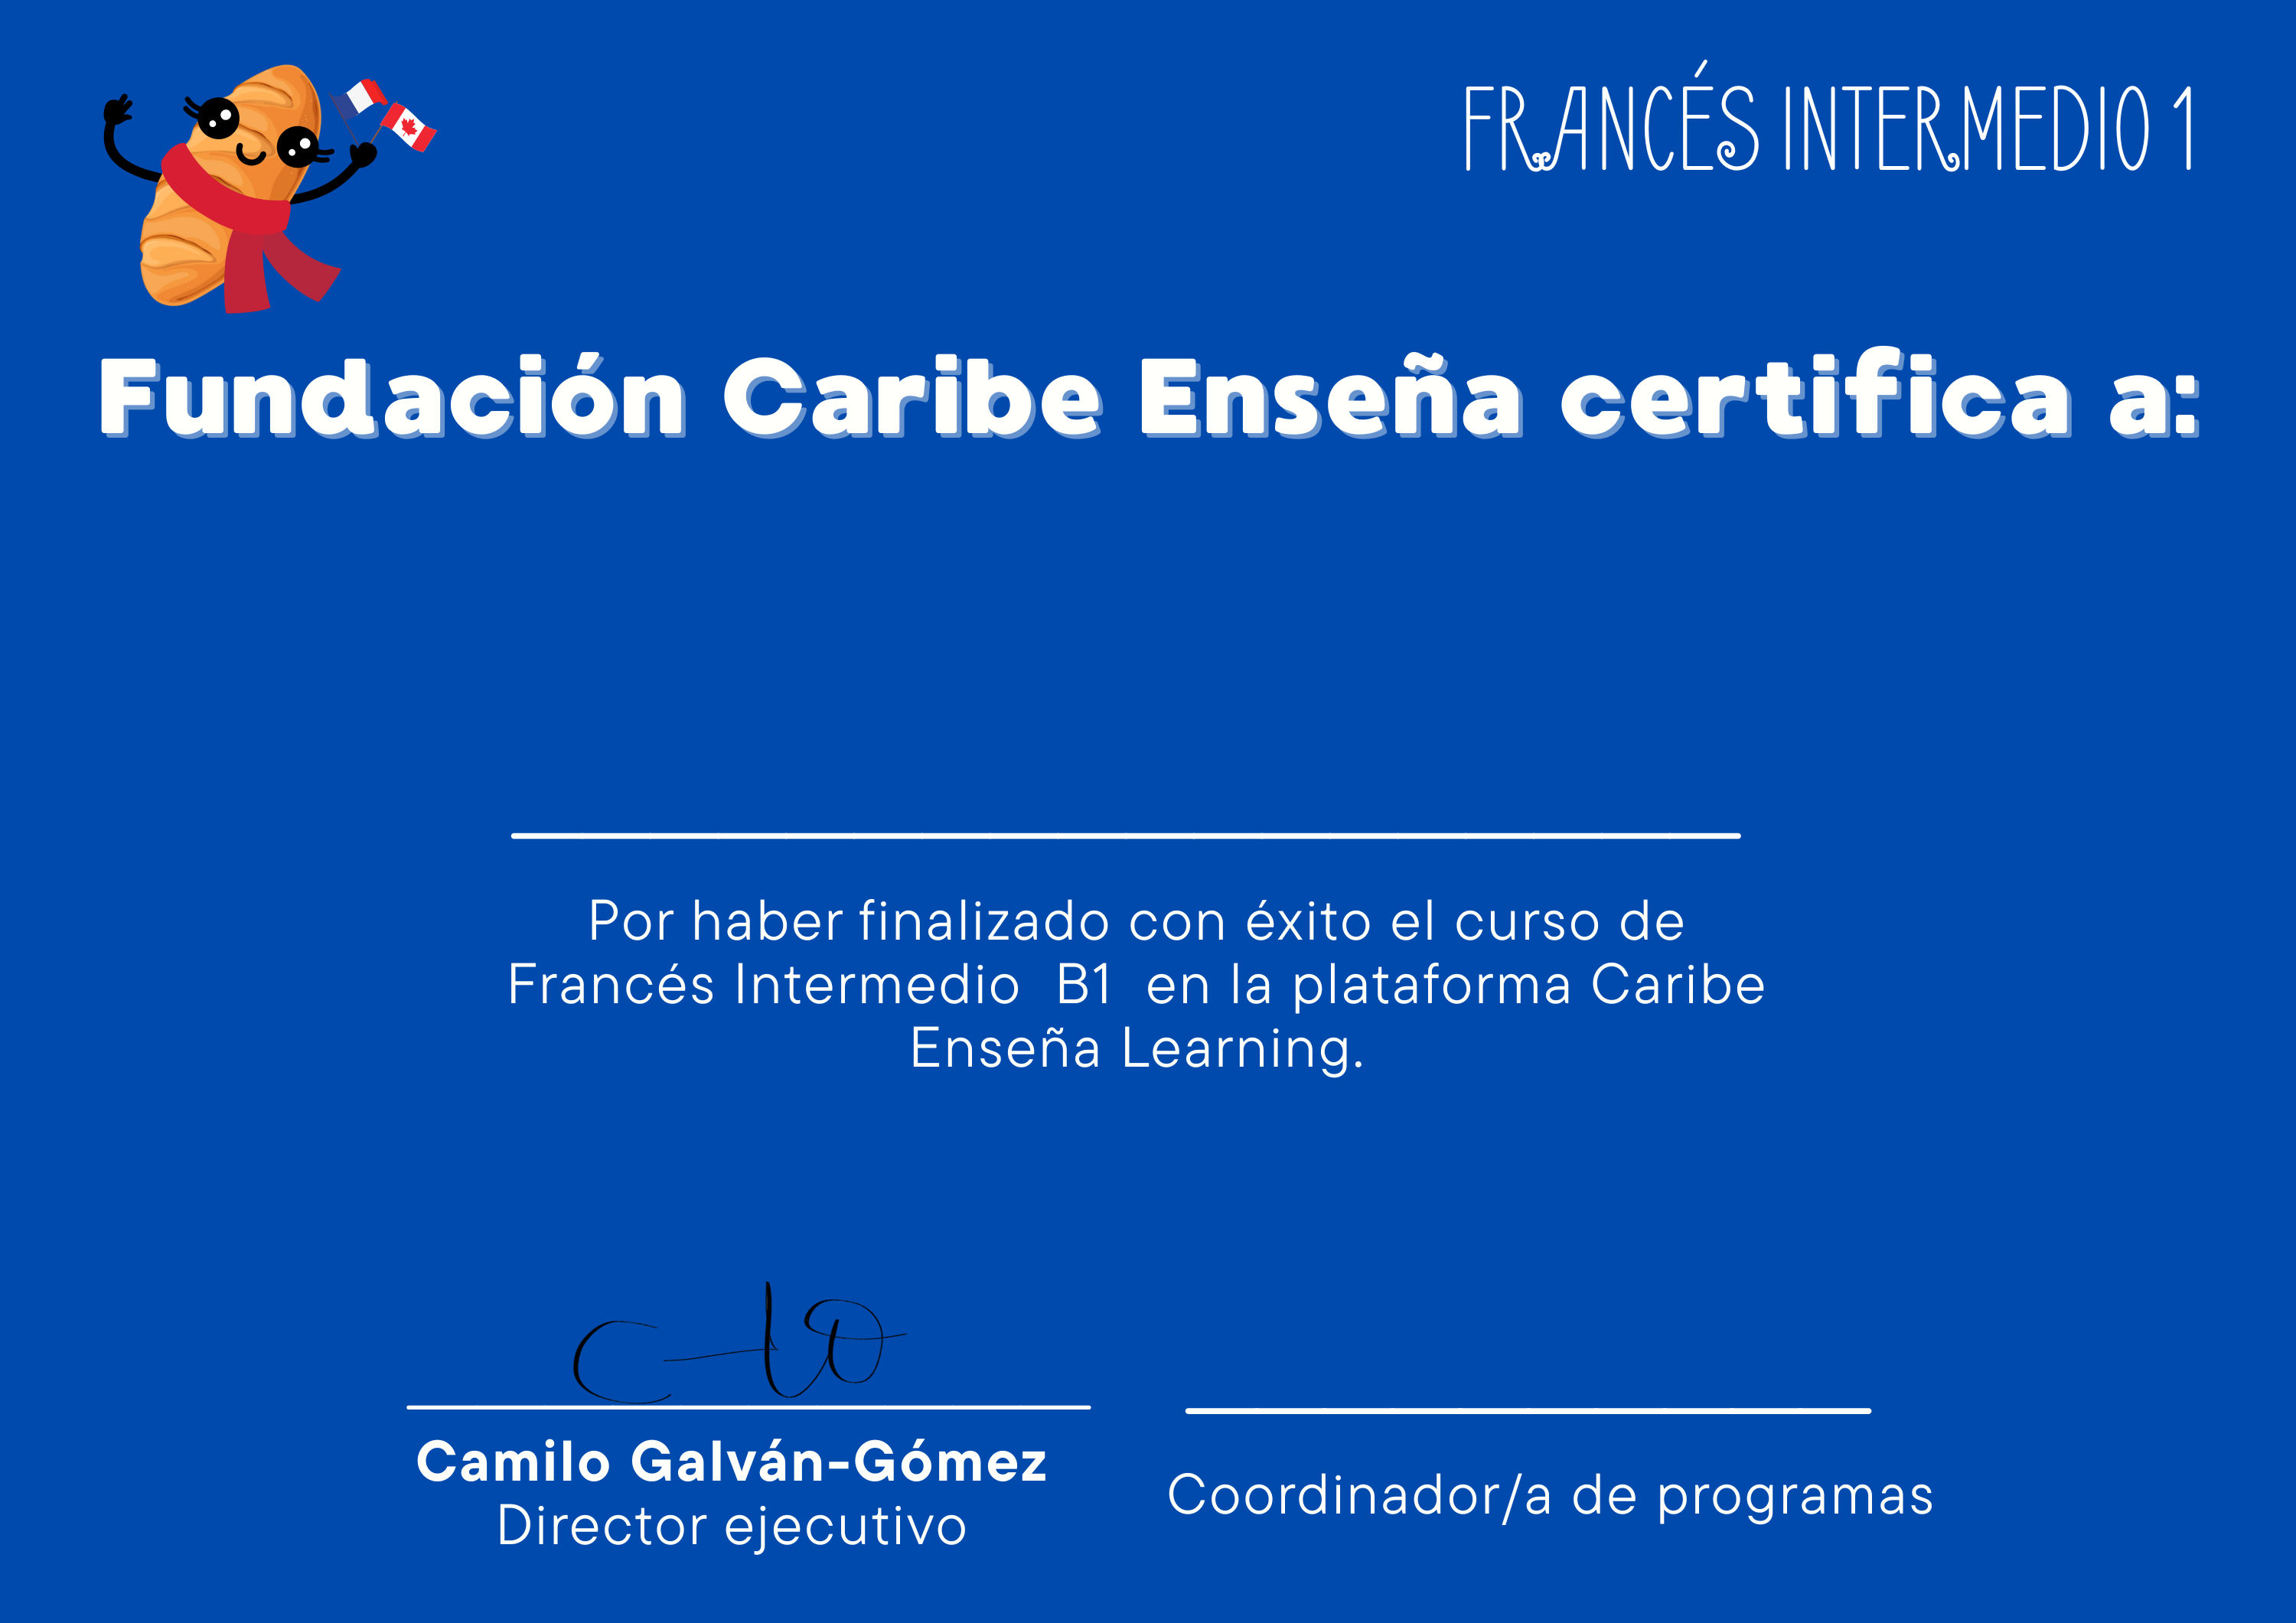 FRANCÉS INTERMEDIO 1
Fundación Caribe Enseña certifica a:
Por haber finalizado con éxito el curso de
Francés Intermedio B1 en la plataforma Caribe
Enseña Learning.
Camilo Galván-Gómez
Director ejecutivo
Coordinador/a de programas